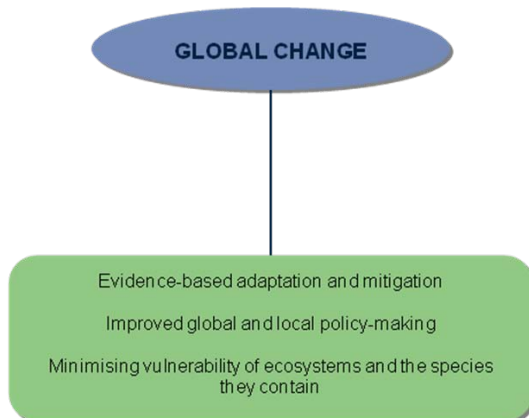 GLOBAL CHANGE
Evidence-based adaptation and mitigation
Improved global and local policy-making
Minimising vulnerability of ecosystems and the species
they contain